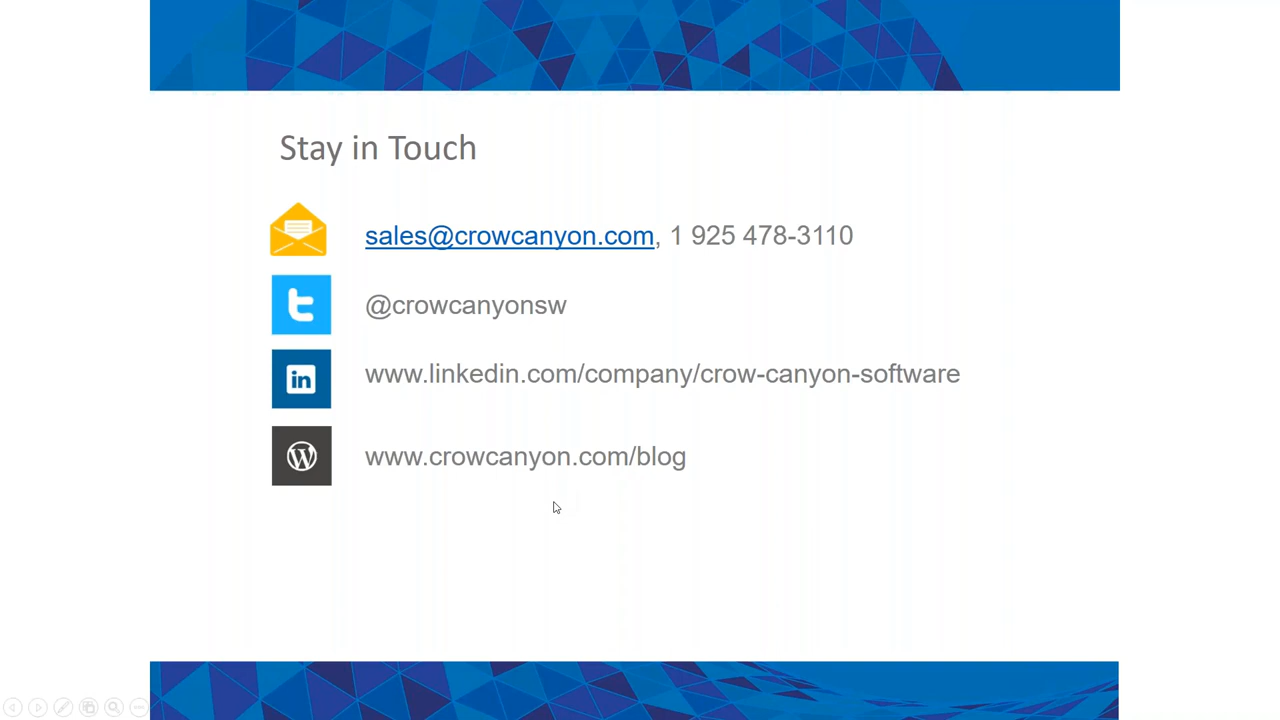 Stay in Touch
sales@crowcanyon.com, 1 925 478-3110
@crowcanyonsw
www.linkedin.com/company/crow-canyon-software
www.crowcanyon.com/blog